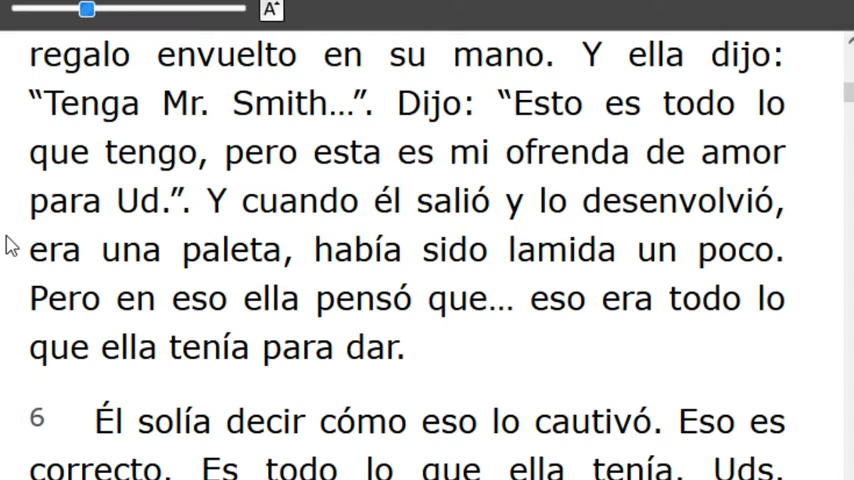 A
regalo envuelto en su mano. Y ella dijo:
“Tenga Mr. Smith…”. Dijo: “Esto es todo lo
que tengo, pero esta es mi ofrenda de amor
para Ud.”. Y cuando él salió y lo desenvolvió,
era una paleta, había sido lamida un poco.
Pero en eso ella pensó que… eso era todo lo
que ella tenía para dar.
6 Él solía decir cómo eso lo cautivó. Eso es
correcto. Es todo lo que ella tenía. Uds.